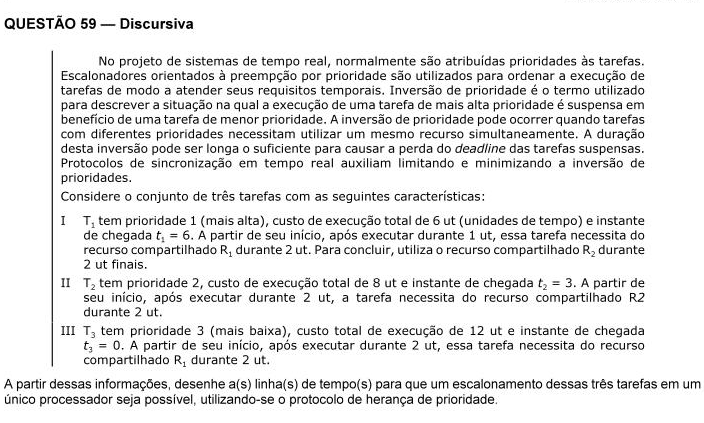 QUESTÃO 59 — Discursiva
No projeto de sistemas de tempo real, normalmente são atribuídas prioridades às tarefas.
Escalonadores orientados à preempção por prioridade são utilizados para ordenar a execução de
tarefas de modo a atender seus requisitos temporais. Inversão de prioridade é o termo utilizado
para descrever a situação na qual a execução de uma tarefa de mais alta prioridade é suspensa em
benefício de uma tarefa de menor prioridade. A inversão de prioridade pode ocorrer quando tarefas
com diferentes prioridades necessitam utilizar um mesmo recurso simultaneamente. A duração
desta inversão pode ser longa o suficiente para causar a perda do deadline das tarefas suspensas.
Protocolos de sincronização em tempo real auxiliam limitando e minimizando a inversão de
prioridades.
Considere o conjunto de três tarefas com as seguintes características:
I T₁ tem prioridade 1 (mais alta), custo de execução total de 6 ut (unidades de tempo) e instante
de chegada t₁ = 6. A partir de seu início, após executar durante 1 ut, essa tarefa necessita do
recurso compartilhado R₁ durante 2 ut. Para concluir, utiliza o recurso compartilhado R₂ durante
2 ut finais.
II T₂ tem prioridade 2, custo de execução total de 8 ut e instante de chegada t₂ = 3. A partir de
seu início, após executar durante 2 ut, a tarefa necessita do recurso compartilhado R2
durante 2 ut.
III T₃ tem prioridade 3 (mais baixa), custo total de execução de 12 ut e instante de chegada
t₃ = 0. A partir de seu início, após executar durante 2 ut, essa tarefa necessita do recurso
compartilhado R₁ durante 2 ut.
A partir dessas informações, desenhe a(s) linha(s) de tempo(s) para que um escalonamento dessas três tarefas em um
único processador seja possível, utilizando-se o protocolo de herança de prioridade.